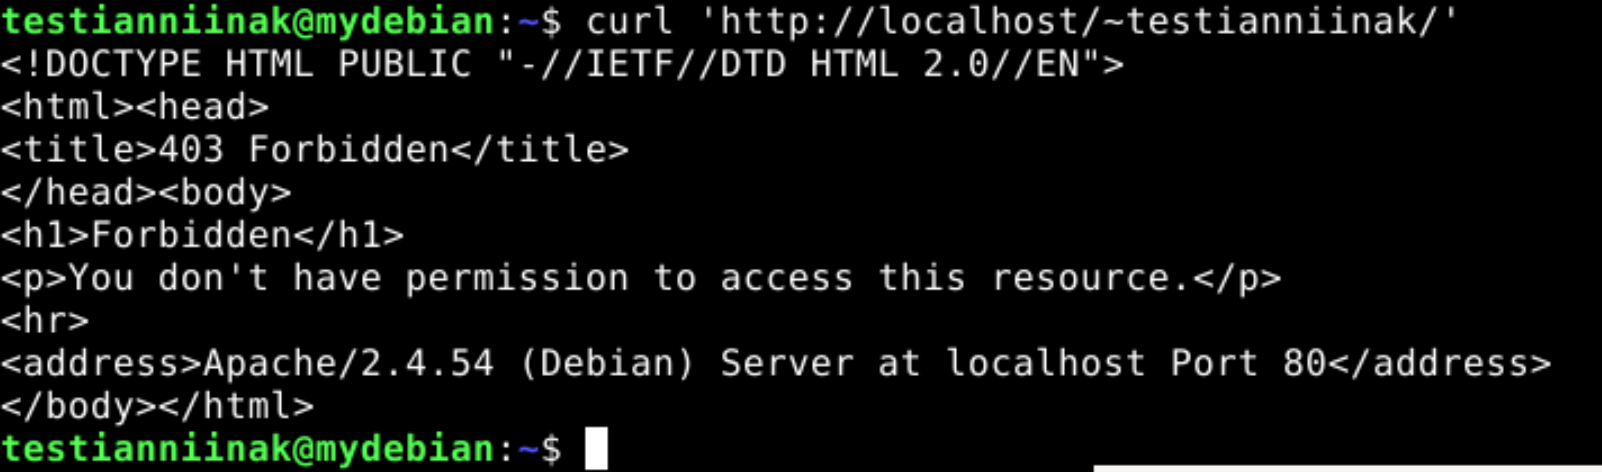 testianniinak@mydebian:~$ curl 'http://localhost/~testianniinak/'
<!DOCTYPE HTML PUBLIC "-//IETF//DTD HTML 2.0//EN">
<html><head>
<title>403 Forbidden</title>
</head><body>
<h1>Forbidden</h1>
<p>You don't have permission to access this resource.</p>
<hr>
<address>Apache/2.4.54 (Debian) Server at localhost Port 80</address>
</body></html>
testianniinak@mydebian:~$